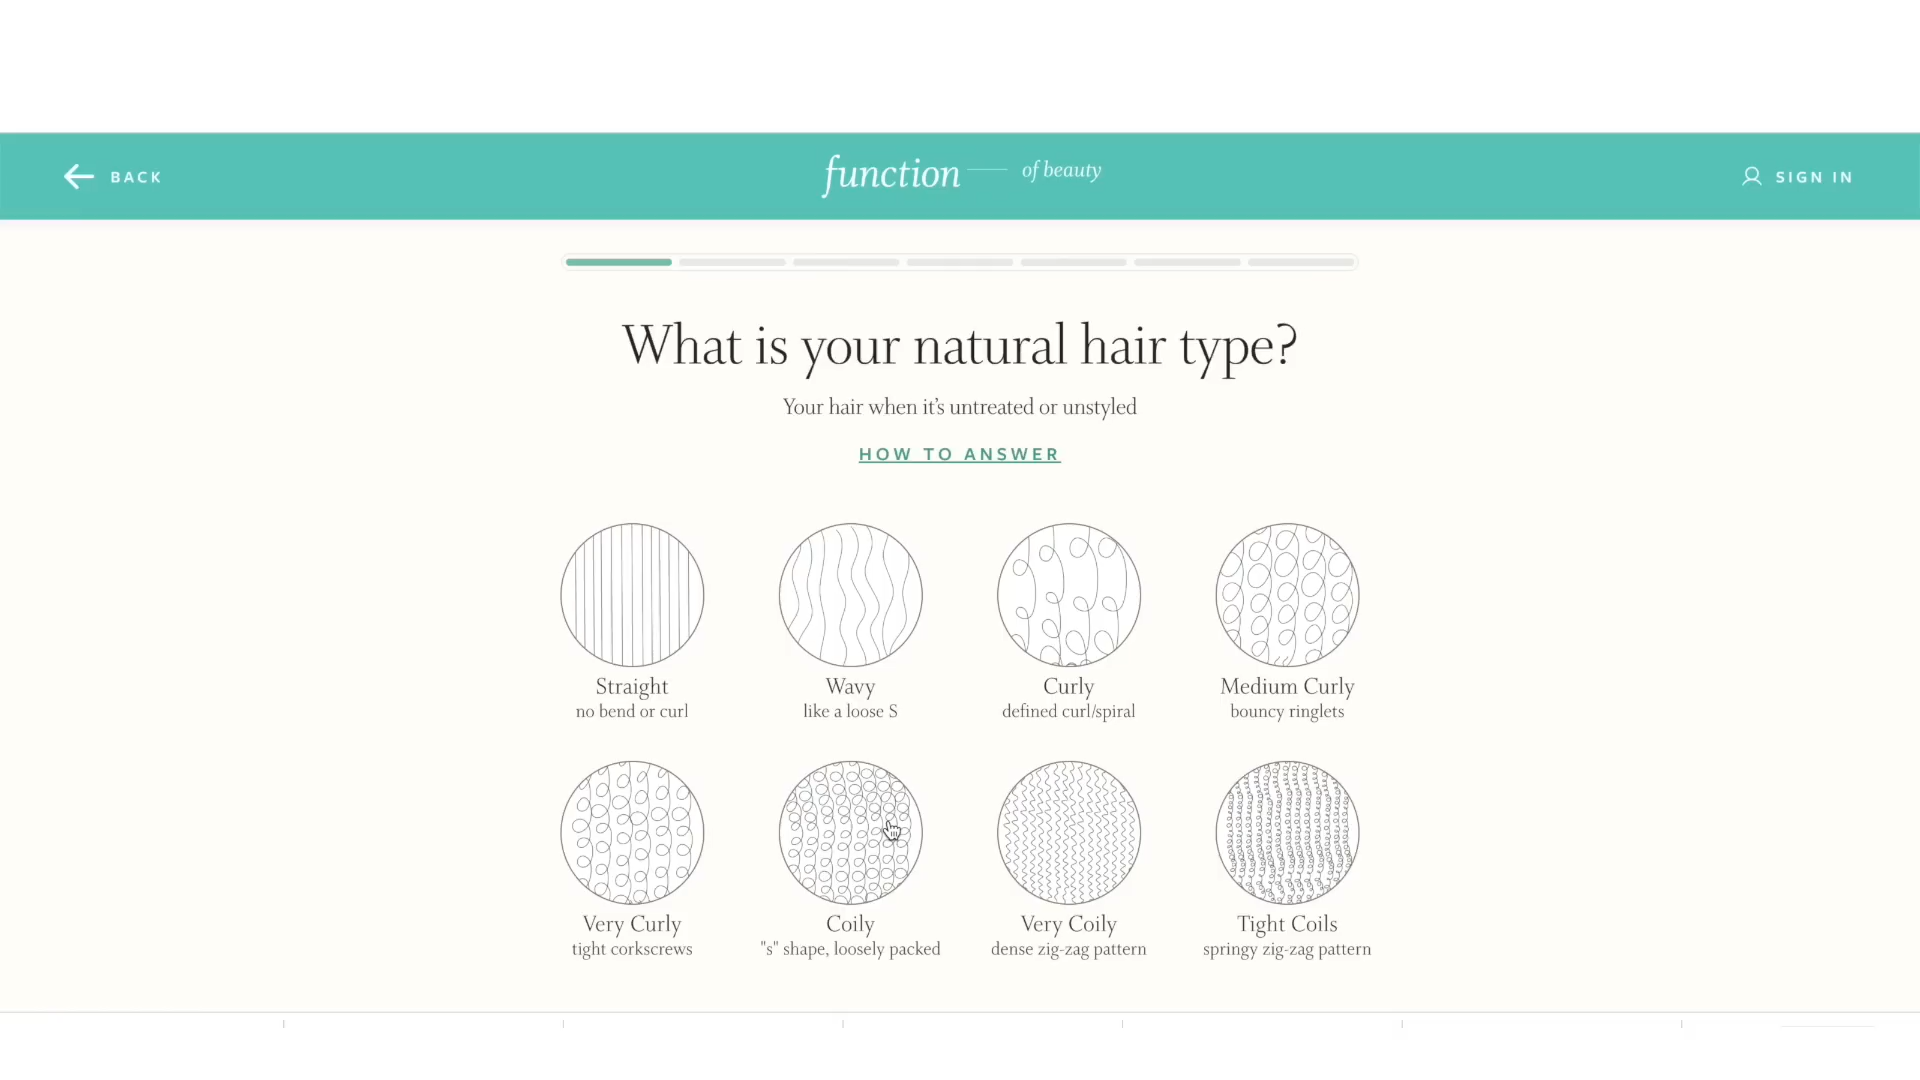 BACK
function of beauty
SIGN IN
What is your natural hair type?
Your hair when it's untreated or unstyled
HOW TO ANSWER
Straight
no bend or curl
Wavy
like a loose S
Curly
defined curl/spiral
Medium Curly
bouncy ringlets
Very Curly
tight corkscrews
Coily
"s" shape, loosely packed
Very Coily
dense zig-zag pattern
Tight Coils
springy zig-zag pattern